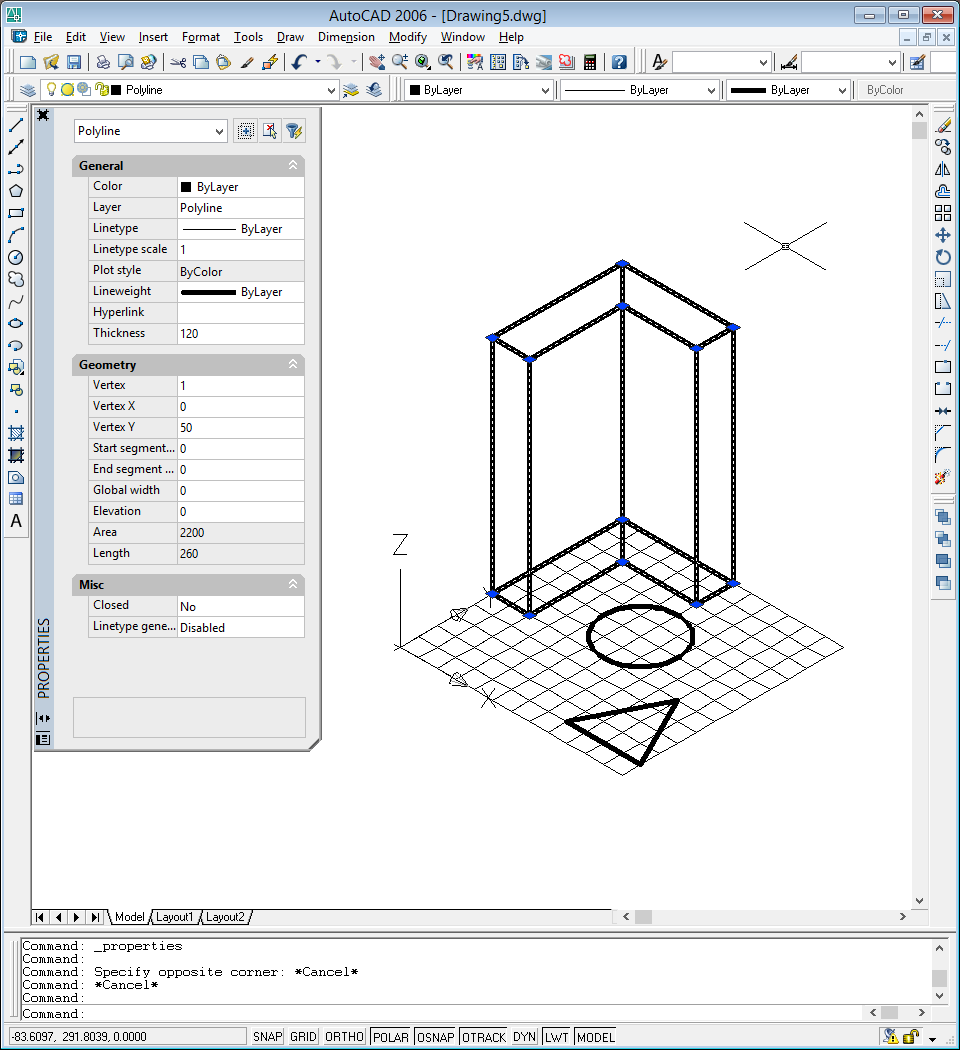 AutoCAD 2006 - [Drawing5.dwg]
File Edit View Insert Format Tools Draw Dimension Modify Window Help
Polyline ByLayer ByLayer ByLayer ByColor
Polyline
General
Color ByLayer
Layer Polyline
Linetype ByLayer
Linetype scale 1
Plot style ByColor
Lineweight ByLayer
Hyperlink
Thickness 120
Geometry
Vertex 1
Vertex X 0
Vertex Y 50
Start segment... 0
End segment ... 0
Global width 0
Elevation 0
Area 2200
Length 260
Misc
Closed No
Linetype gene... Disabled
PROPERTIES
Z
X
A
Model Layout1 Layout2
Command: _properties
Command:
Command: Specify opposite corner: *Cancel*
Command: *Cancel*
Command:
Command:
-83.6097, 291.8039, 0.0000 SNAP GRID ORTHO POLAR OSNAP OTRACK DYN LWT MODEL